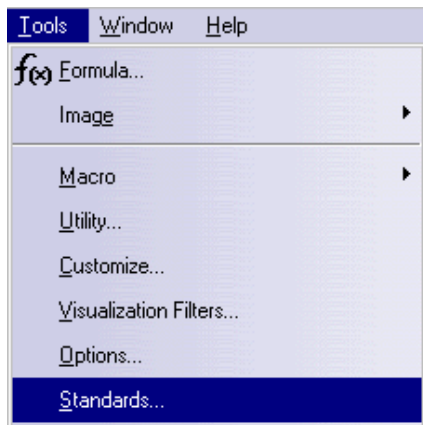 Tools Window Help
f(x) Formula...
Image
Macro
Utility...
Customize...
Visualization Filters...
Options...
Standards...